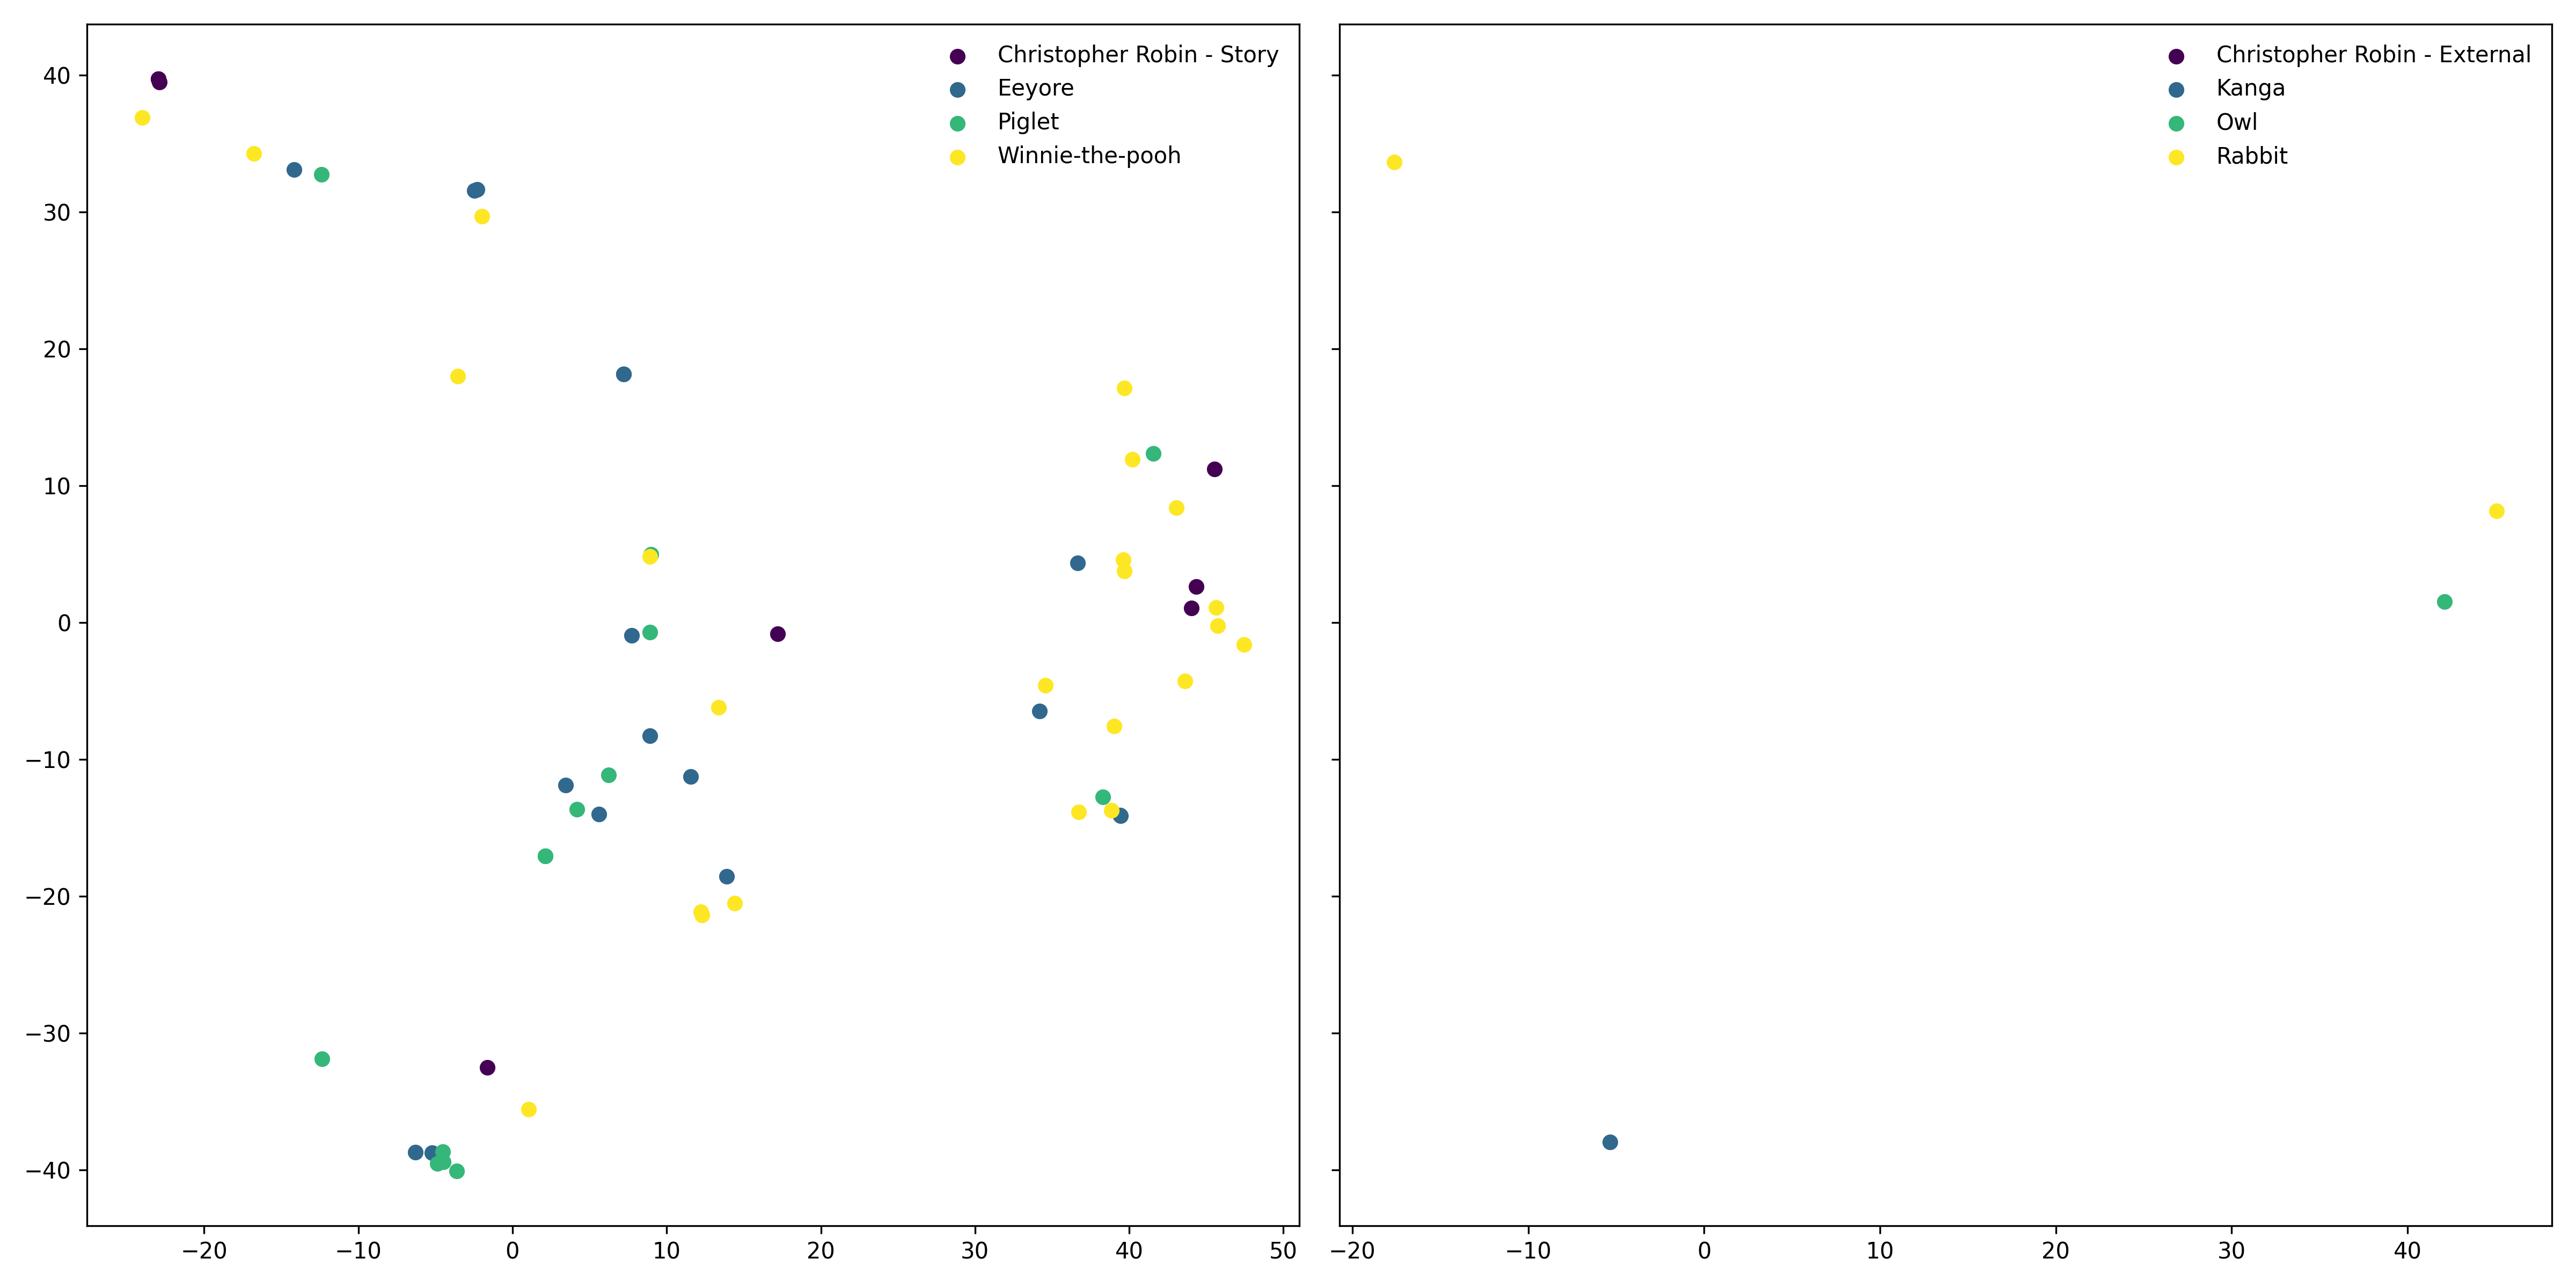 Christopher Robin - Story
Eeyore
Piglet
Winnie-the-pooh
40
30
20
10
0
−10
−20
−30
−40
−20 −10 0 10 20 30 40 50
Christopher Robin - External
Kanga
Owl
Rabbit
−20 −10 0 10 20 30 40